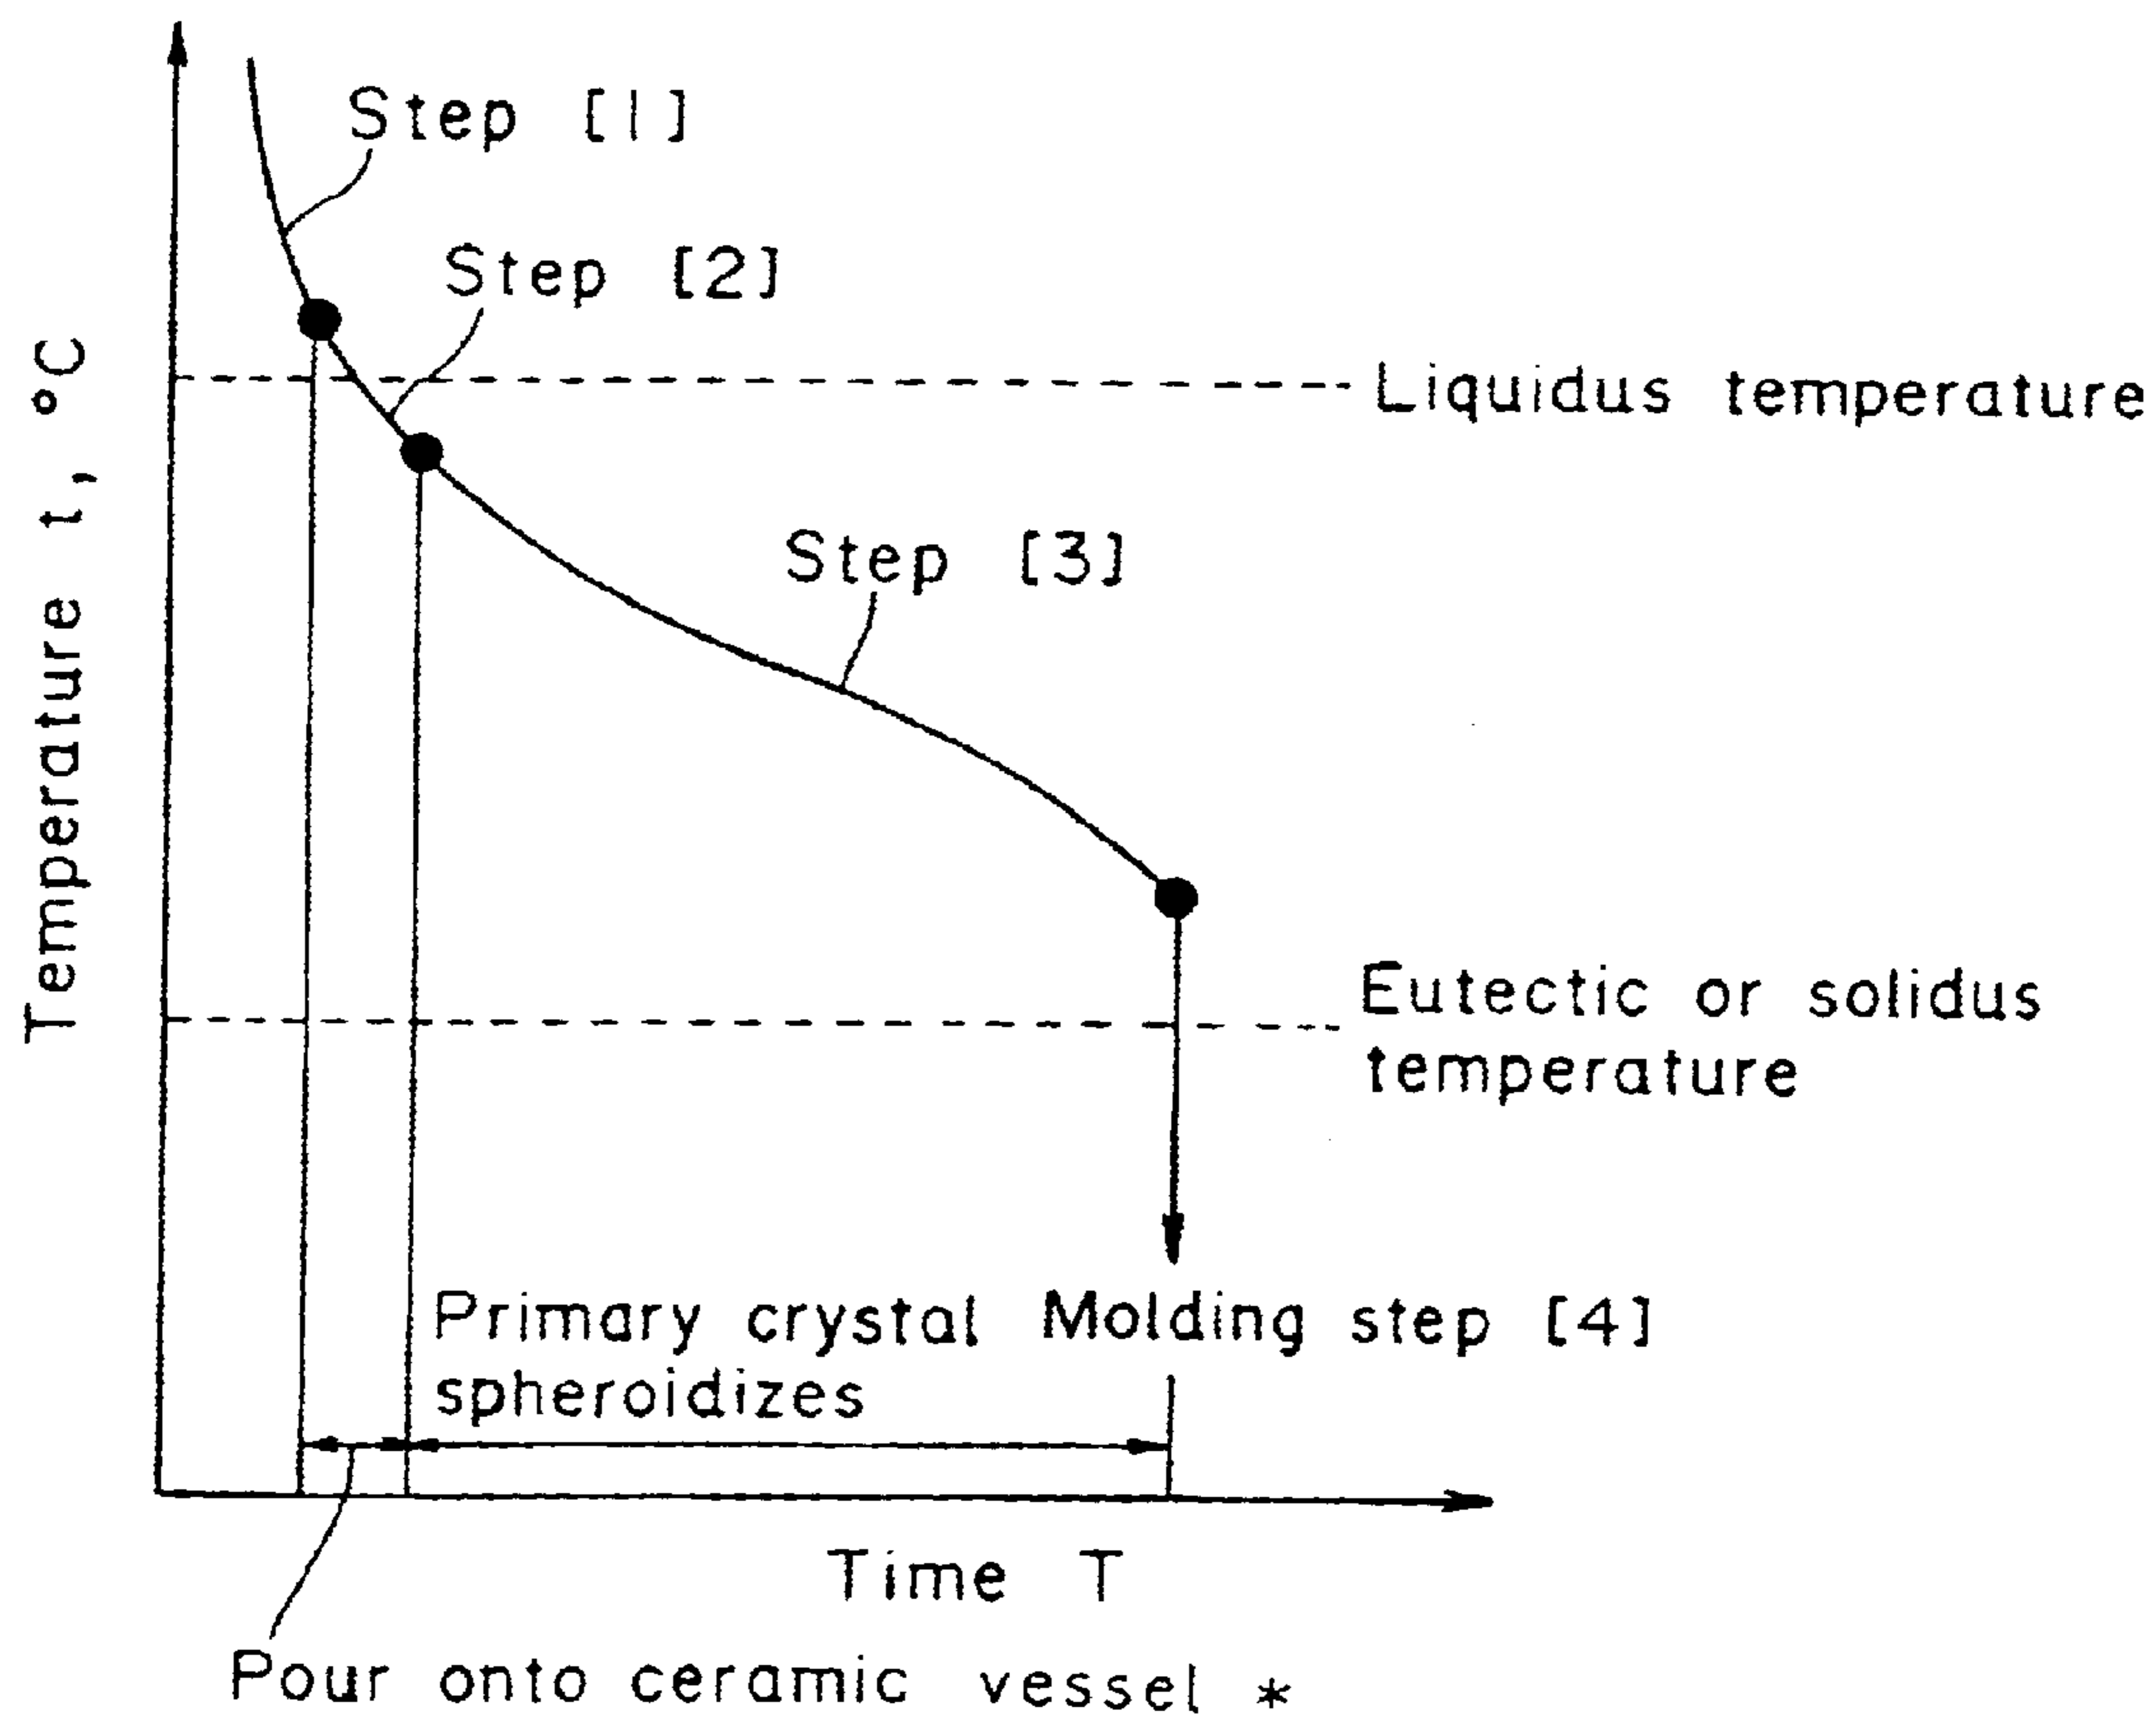 Step [1]
Step [2]
Liquidus temperature
Temperature t, °C
Step [3]
Eutectic or solidus
temperature
Primary crystal
spheroidizes
Molding step [4]
Time T
Pour onto ceramic vessel *